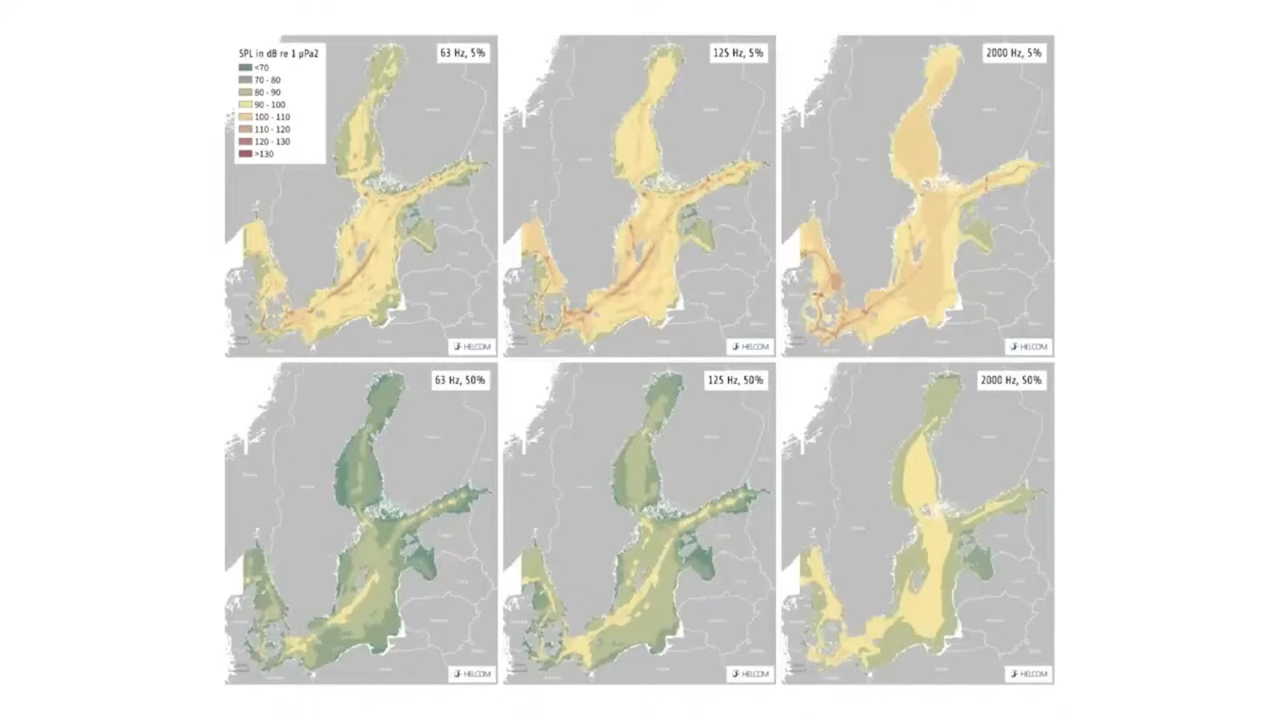 SPL in dB re 1 µPa2
<70
70 - 80
80 - 90
90 - 100
100 - 110
110 - 120
120 - 130
>130
63 Hz, 5%
HELCOM
125 Hz, 5%
HELCOM
2000 Hz, 5%
HELCOM
63 Hz, 50%
HELCOM
125 Hz, 50%
HELCOM
2000 Hz, 50%
HELCOM